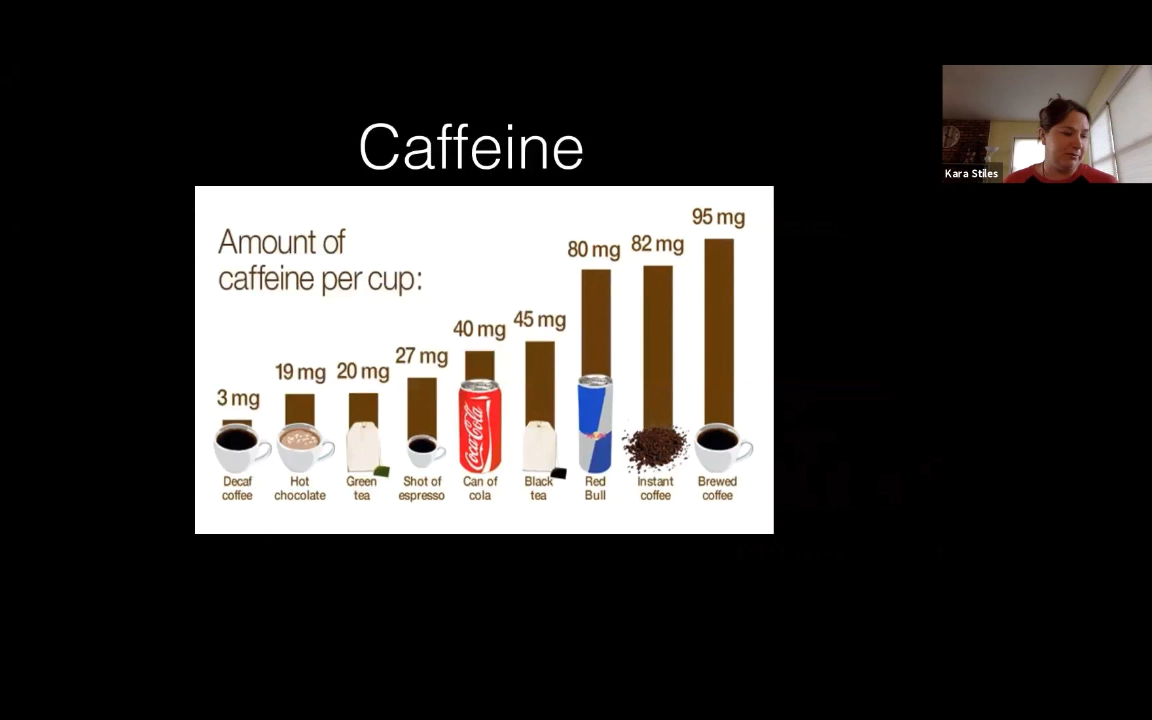 Caffeine
Kara Stiles
Amount of
caffeine per cup:
3 mg
19 mg
20 mg
27 mg
40 mg
45 mg
80 mg
82 mg
95 mg
Coca-Cola
Decaf
coffee
Hot
chocolate
Green
tea
Shot of
espresso
Can of
cola
Black
tea
Red
Bull
Instant
coffee
Brewed
coffee